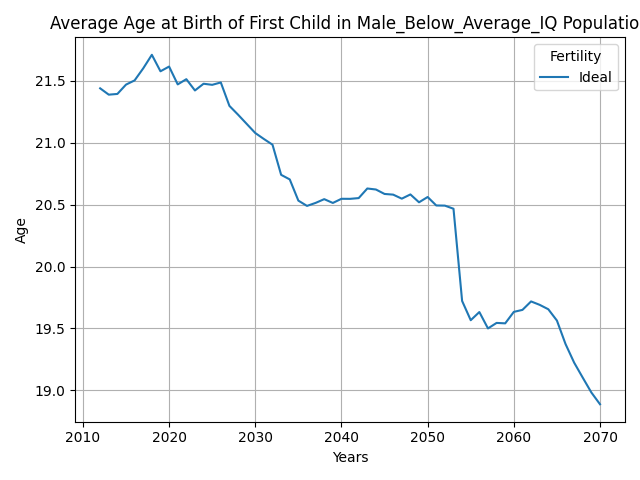 Average Age at Birth of First Child in Male_Below_Average_IQ Populatio
Fertility
Ideal
21.5
21.0
20.5
20.0
19.5
19.0
Age
2010 2020 2030 2040 2050 2060 2070
Years